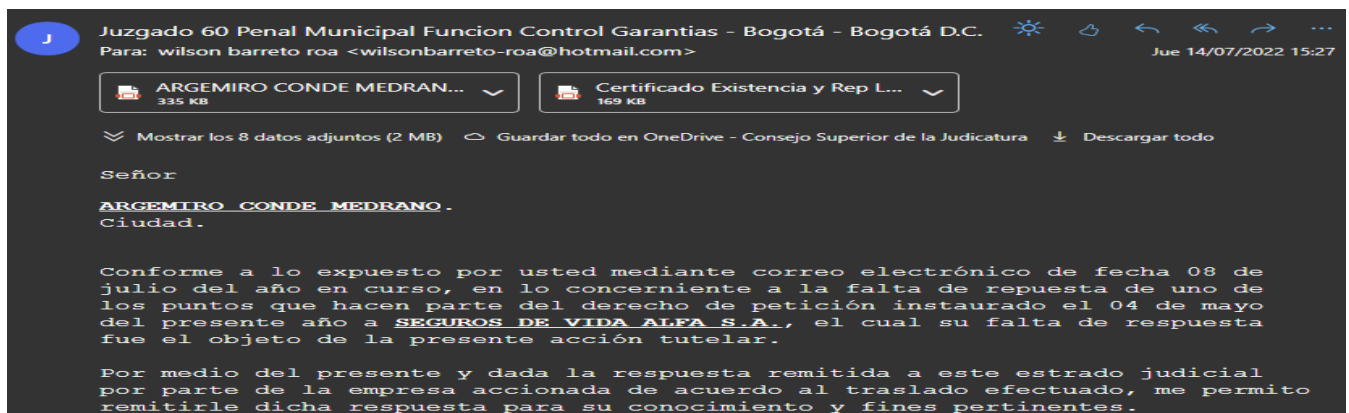 J
Juzgado 60 Penal Municipal Funcion Control Garantias - Bogotá - Bogotá D.C.
Para: wilson barreto roa <wilsonbarreto-roa@hotmail.com>
Jue 14/07/2022 15:27
ARGEMIRO CONDE MEDRAN...
335 KB
Certificado Existencia y Rep L...
169 KB
Mostrar los 8 datos adjuntos (2 MB) Guardar todo en OneDrive - Consejo Superior de la Judicatura Descargar todo
Señor
ARGEMIRO CONDE MEDRANO.
Ciudad.
Conforme a lo expuesto por usted mediante correo electrónico de fecha 08 de
julio del año en curso, en lo concerniente a la falta de repuesta de uno de
los puntos que hacen parte del derecho de petición instaurado el 04 de mayo
del presente año a SEGUROS DE VIDA ALFA S.A., el cual su falta de respuesta
fue el objeto de la presente acción tutelar.
Por medio del presente y dada la respuesta remitida a este estrado judicial
por parte de la empresa accionada de acuerdo al traslado efectuado, me permito
remitirle dicha respuesta para su conocimiento y fines pertinentes.